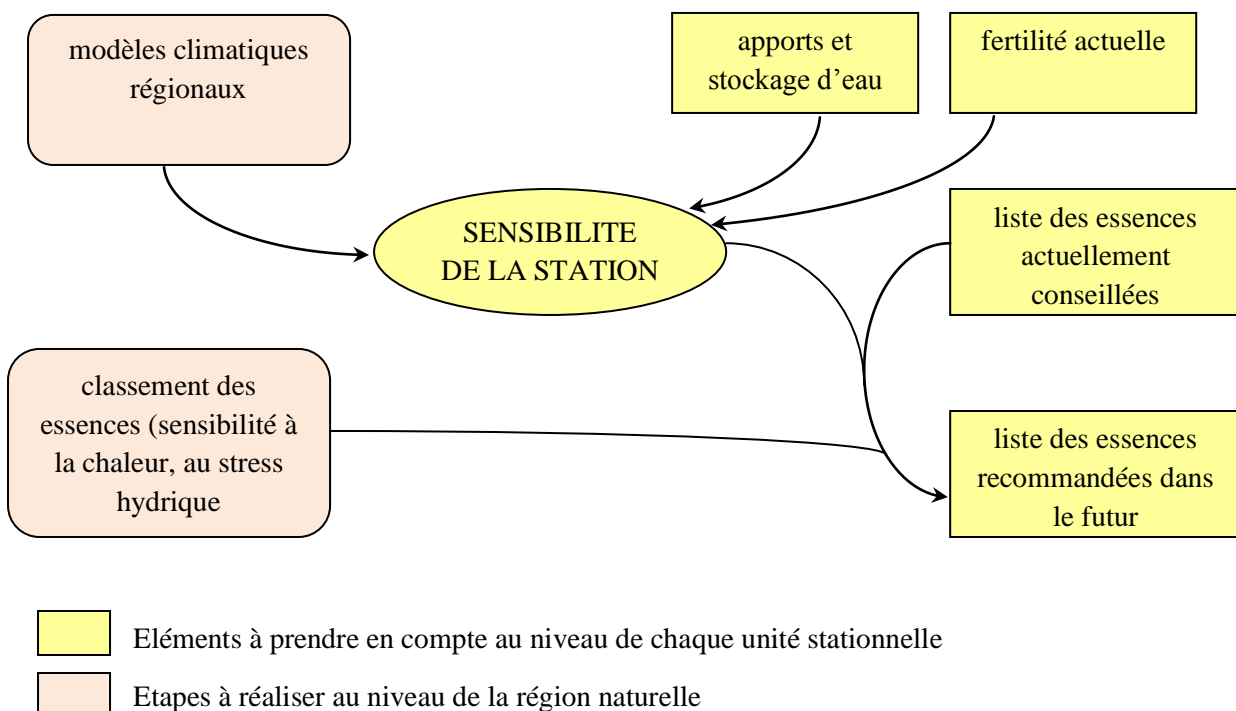 modèles climatiques
régionaux
apports et
stockage d'eau
fertilité actuelle
SENSIBILITE
DE LA STATION
liste des essences
actuellement
conseillées
classement des
essences (sensibilité à
la chaleur, au stress
hydrique
liste des essences
recommandées dans
le futur
Eléments à prendre en compte au niveau de chaque unité stationnelle
Etapes à réaliser au niveau de la région naturelle